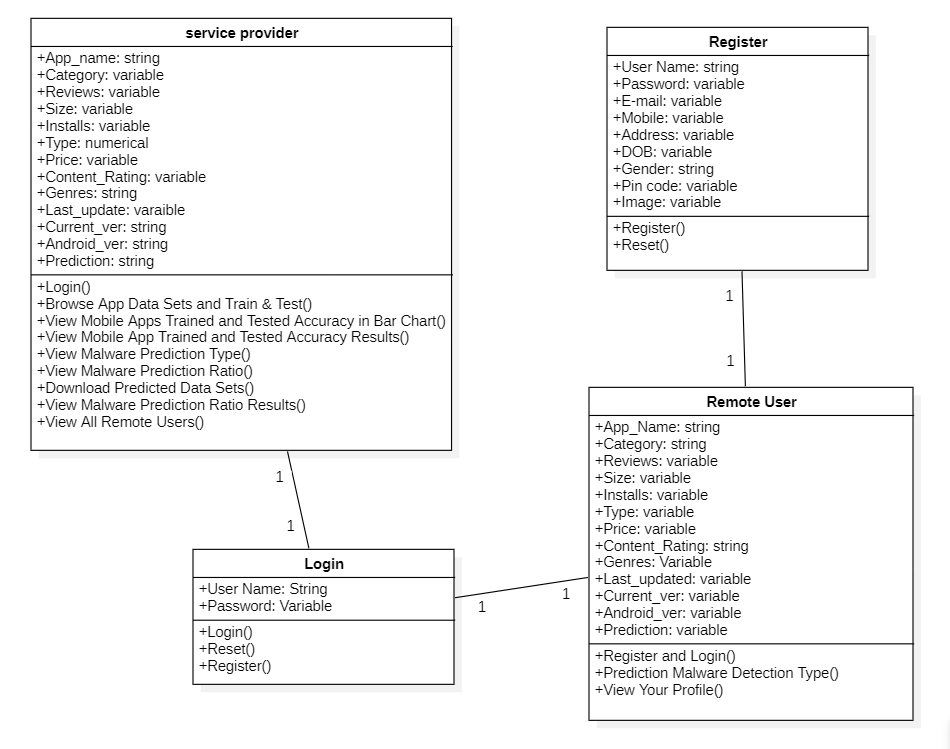 service provider
+App_name: string
+Category: variable
+Reviews: variable
+Size: variable
+Installs: variable
+Type: numerical
+Price: variable
+Content_Rating: variable
+Genres: string
+Last_update: varaible
+Current_ver: string
+Android_ver: string
+Prediction: string
+Login()
+Browse App Data Sets and Train & Test()
+View Mobile Apps Trained and Tested Accuracy in Bar Chart()
+View Mobile App Trained and Tested Accuracy Results()
+View Malware Prediction Type()
+View Malware Prediction Ratio()
+Download Predicted Data Sets()
+View Malware Prediction Ratio Results()
+View All Remote Users()
Register
+User Name: string
+Password: variable
+E-mail: variable
+Mobile: variable
+Address: variable
+DOB: variable
+Gender: string
+Pin code: variable
+Image: variable
+Register()
+Reset()
1
1
1
1
Login
+User Name: String
+Password: Variable
+Login()
+Reset()
+Register()
1
1
Remote User
+App_Name: string
+Category: string
+Reviews: variable
+Size: variable
+Installs: variable
+Type: variable
+Price: variable
+Content_Rating: string
+Genres: Variable
+Last_updated: variable
+Current_ver: variable
+Android_ver: variable
+Prediction: variable
+Register and Login()
+Prediction Malware Detection Type()
+View Your Profile()